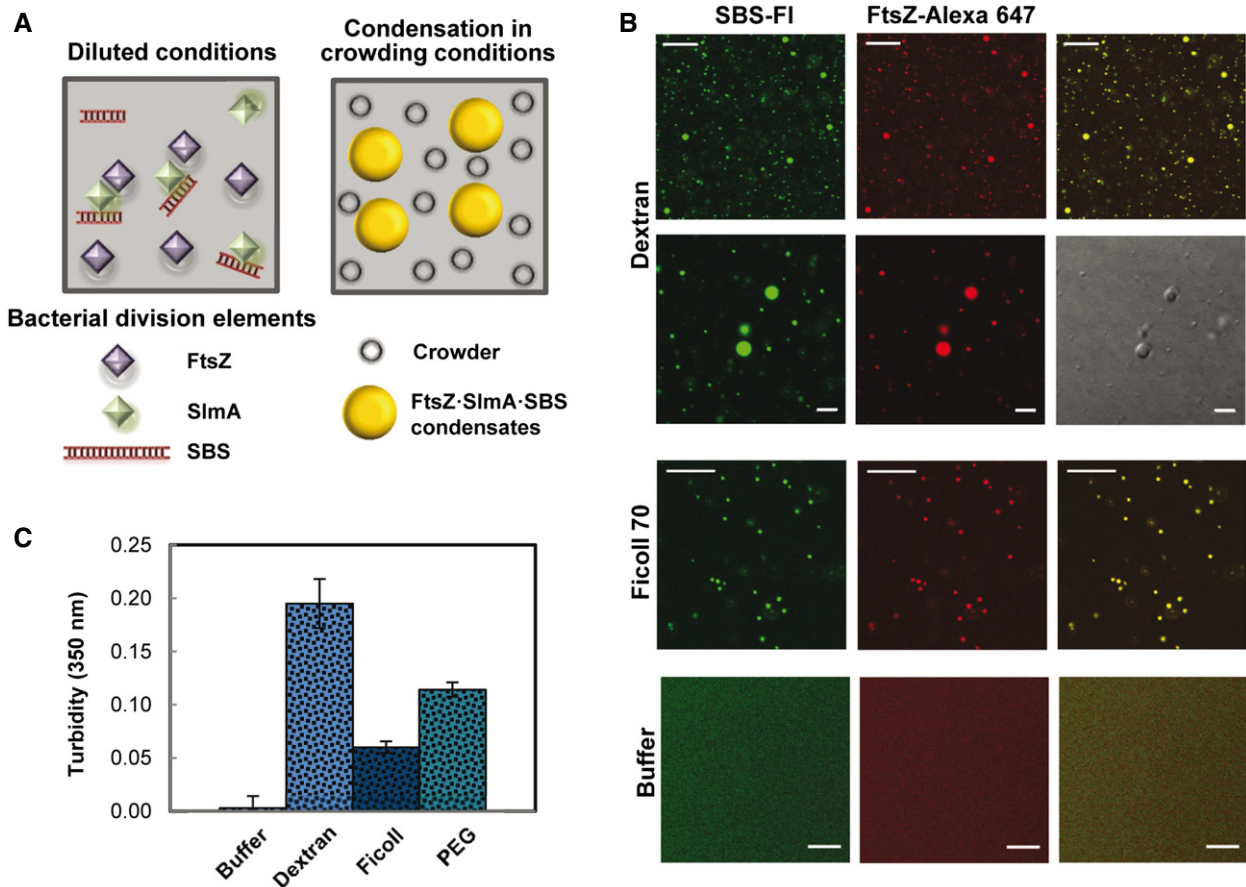 A
Diluted conditions
Condensation in
crowding conditions
Bacterial division elements
FtsZ
SlmA
SBS
Crowder
FtsZ·SlmA·SBS
condensates
B
SBS-Fl
FtsZ-Alexa 647
Dextran
Ficoll 70
Buffer
C
Turbidity (350 nm)
0.25
0.20
0.15
0.10
0.05
0.00
Buffer
Dextran
Ficoll
PEG